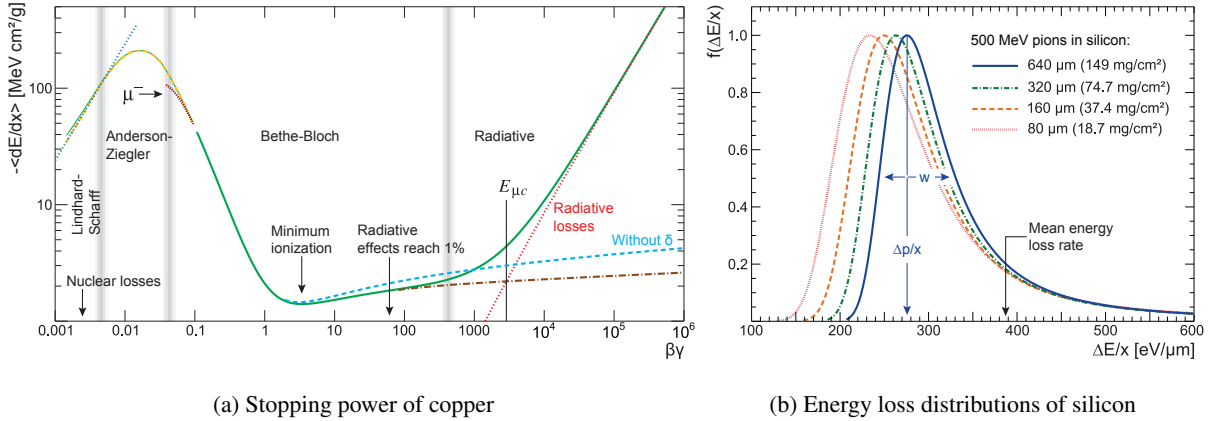 -<dE/dx> [MeV cm²/g]
100
10
μ⁻
Anderson-
Ziegler
Bethe-Bloch
Radiative
Lindhard-
Scharff
E_μc
Radiative
losses
Minimum
ionization
Radiative
effects reach 1%
Without δ
Nuclear losses
0.001
0.01
0.1
1
10
100
1000
10⁴
10⁵
10⁶
βγ
(a) Stopping power of copper
f(ΔE/x)
1.0
0.8
0.6
0.4
0.2
500 MeV pions in silicon:
640 μm (149 mg/cm²)
320 μm (74.7 mg/cm²)
160 μm (37.4 mg/cm²)
80 μm (18.7 mg/cm²)
w
Δp/x
Mean energy
loss rate
100
200
300
400
500
600
ΔE/x [eV/μm]
(b) Energy loss distributions of silicon